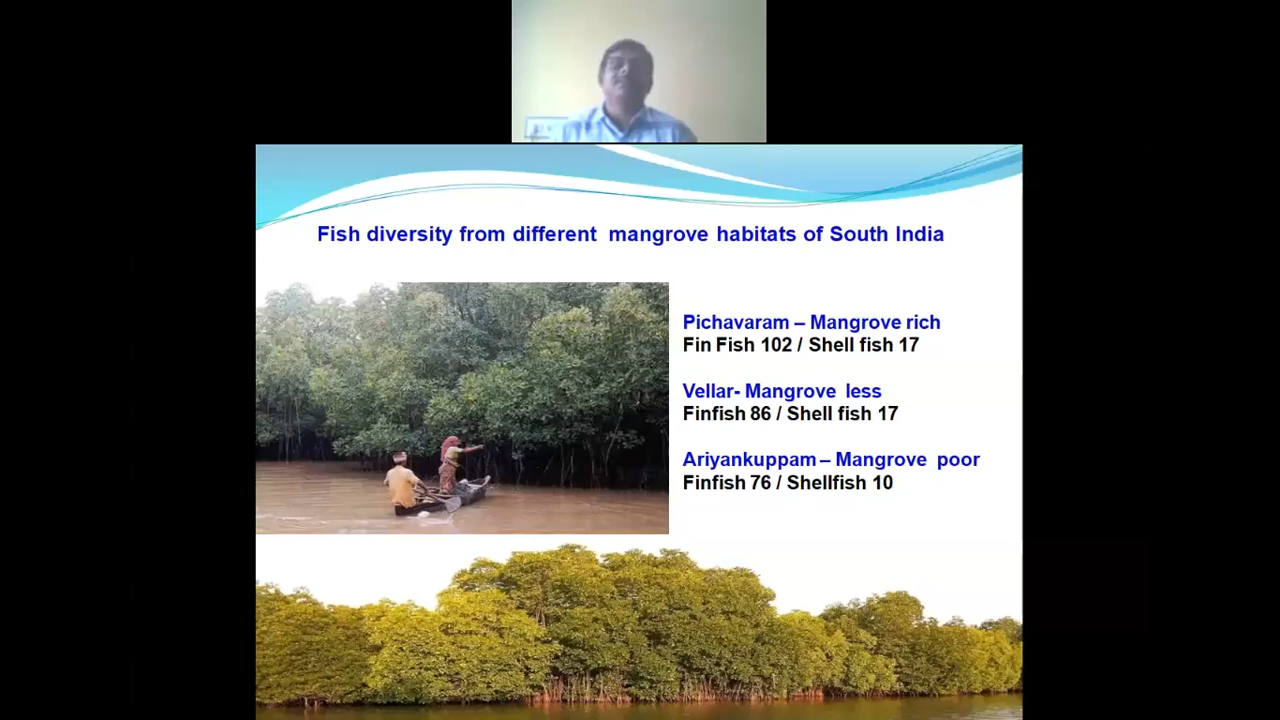 Fish diversity from different mangrove habitats of South India
Pichavaram – Mangrove rich
Fin Fish 102 / Shell fish 17
Vellar- Mangrove less
Finfish 86 / Shell fish 17
Ariyankuppam – Mangrove poor
Finfish 76 / Shellfish 10